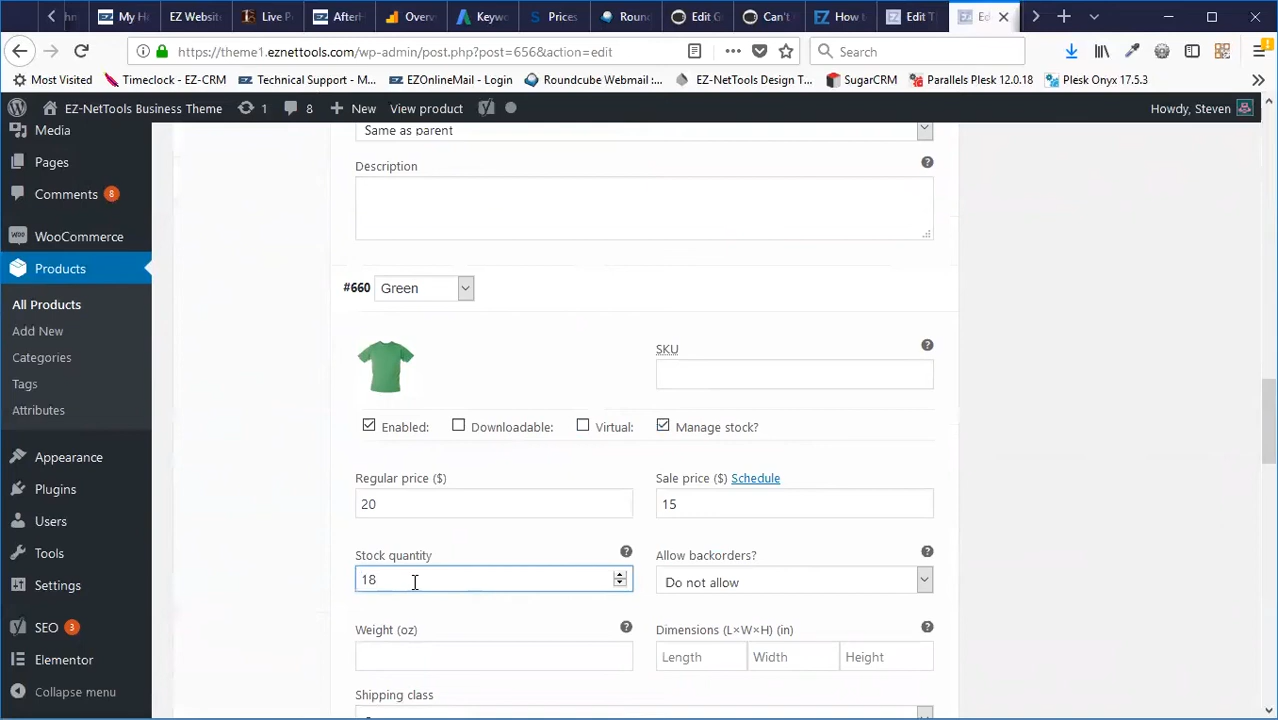 My H
EZ Website
Live P
AfterH
Overv
Keywo
Prices
Roun
Edit G
Can't
How to
Edit T
Ed
https://theme1.eznettools.com/wp-admin/post.php?post=656&action=edit
Search
Most Visited
Timeclock - EZ-CRM
Technical Support - M...
EZOnlineMail - Login
Roundcube Webmail :...
EZ-NetTools Design T...
SugarCRM
Parallels Plesk 12.0.18
Plesk Onyx 17.5.3
EZ-NetTools Business Theme
1
8
New
View product
Howdy, Steven
Media
Pages
Comments 8
WooCommerce
Products
All Products
Add New
Categories
Tags
Attributes
Appearance
Plugins
Users
Tools
Settings
SEO 3
Elementor
Collapse menu
Same as parent
Description
#660 Green
SKU
Enabled: Downloadable: Virtual: Manage stock?
Regular price ($)
20
Sale price ($) Schedule
15
Stock quantity
18
Allow backorders?
Do not allow
Weight (oz)
Dimensions (L×W×H) (in)
Length Width Height
Shipping class